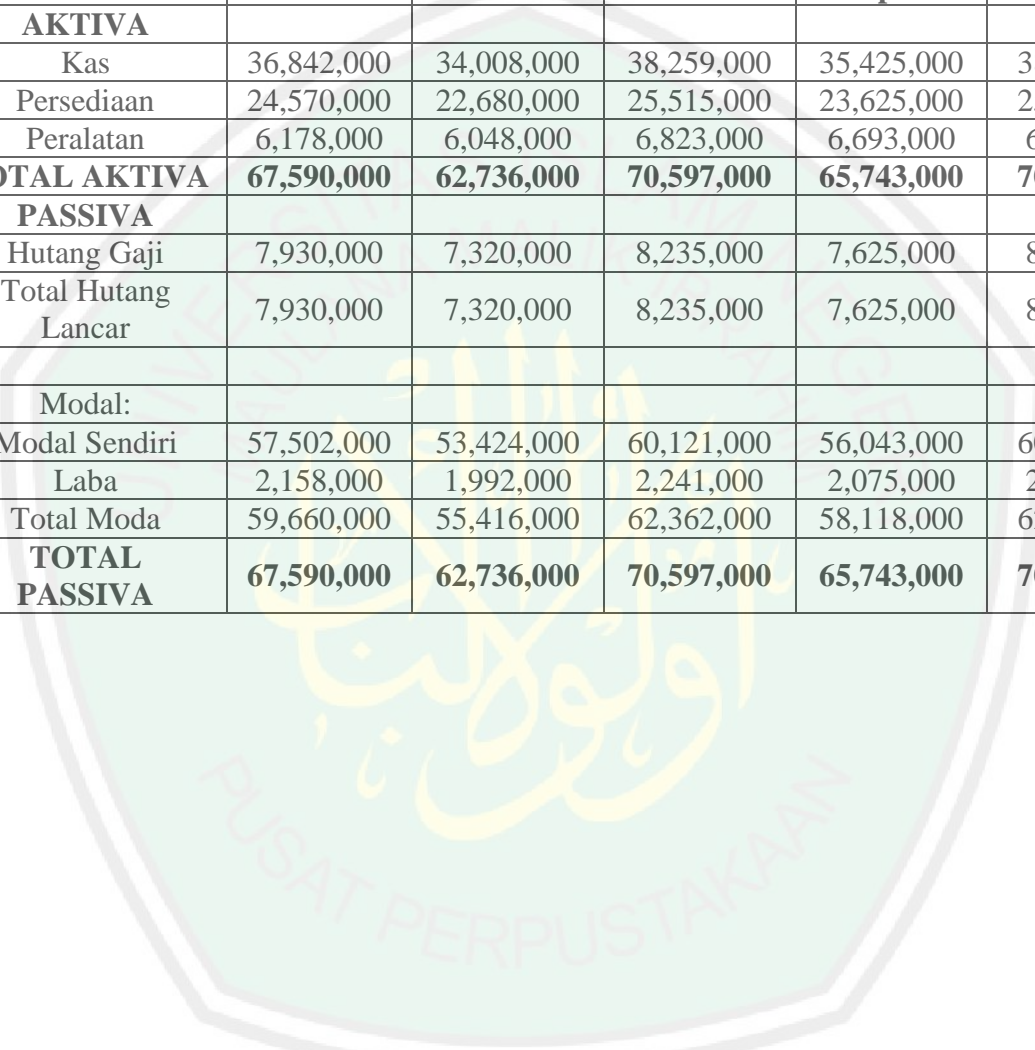 AKTIVA
Kas 36,842,000 34,008,000 38,259,000 35,425,000
Persediaan 24,570,000 22,680,000 25,515,000 23,625,000
Peralatan 6,178,000 6,048,000 6,823,000 6,693,000
TOTAL AKTIVA 67,590,000 62,736,000 70,597,000 65,743,000
PASSIVA
Hutang Gaji 7,930,000 7,320,000 8,235,000 7,625,000
Total Hutang
Lancar 7,930,000 7,320,000 8,235,000 7,625,000
Modal:
Modal Sendiri 57,502,000 53,424,000 60,121,000 56,043,000
Laba 2,158,000 1,992,000 2,241,000 2,075,000
Total Moda 59,660,000 55,416,000 62,362,000 58,118,000
TOTAL
PASSIVA 67,590,000 62,736,000 70,597,000 65,743,000
PUSAT PERPUSTAKAAN